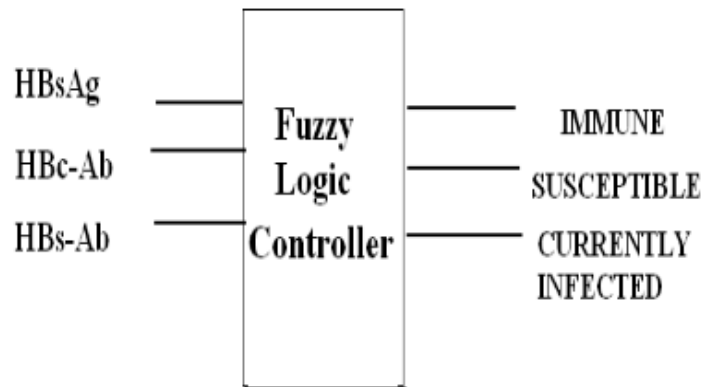 HBsAg
HBc-Ab
HBs-Ab
Fuzzy
Logic
Controller
IMMUNE
SUSCEPTIBLE
CURRENTLY
INFECTED